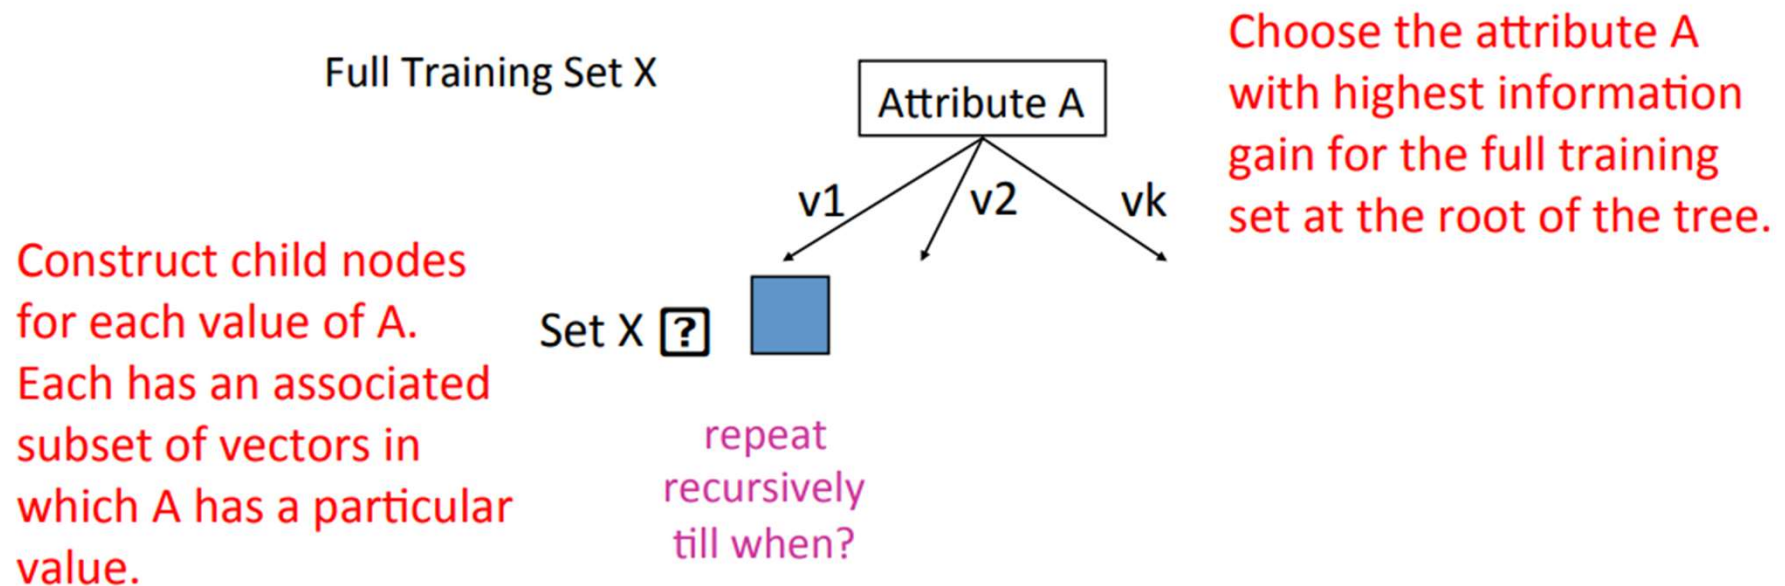 Full Training Set X
Attribute A
Choose the attribute A
with highest information
gain for the full training
set at the root of the tree.
v1
v2
vk
Construct child nodes
for each value of A.
Each has an associated
subset of vectors in
which A has a particular
value.
Set X ?
repeat
recursively
till when?